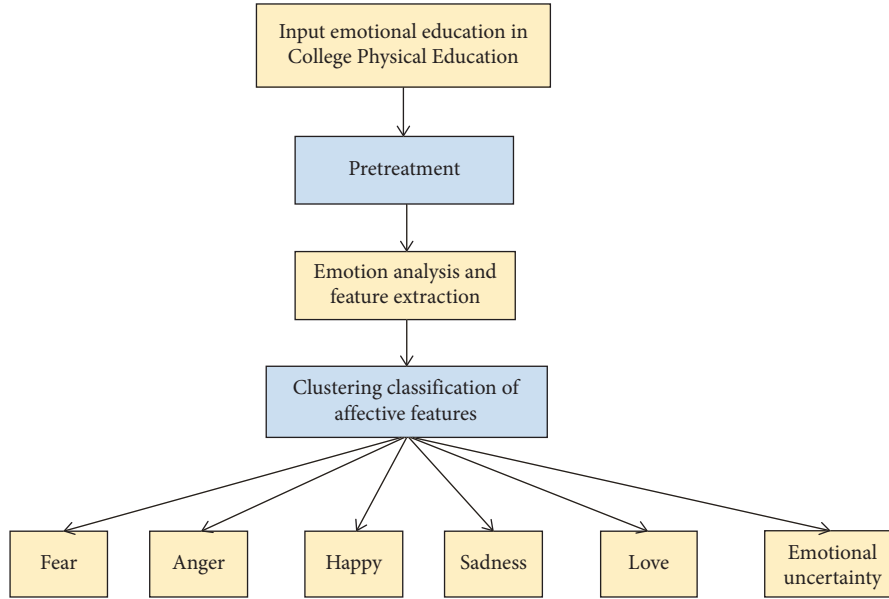 Input emotional education in
College Physical Education
Pretreatment
Emotion analysis and
feature extraction
Clustering classification of
affective features
Fear
Anger
Happy
Sadness
Love
Emotional
uncertainty